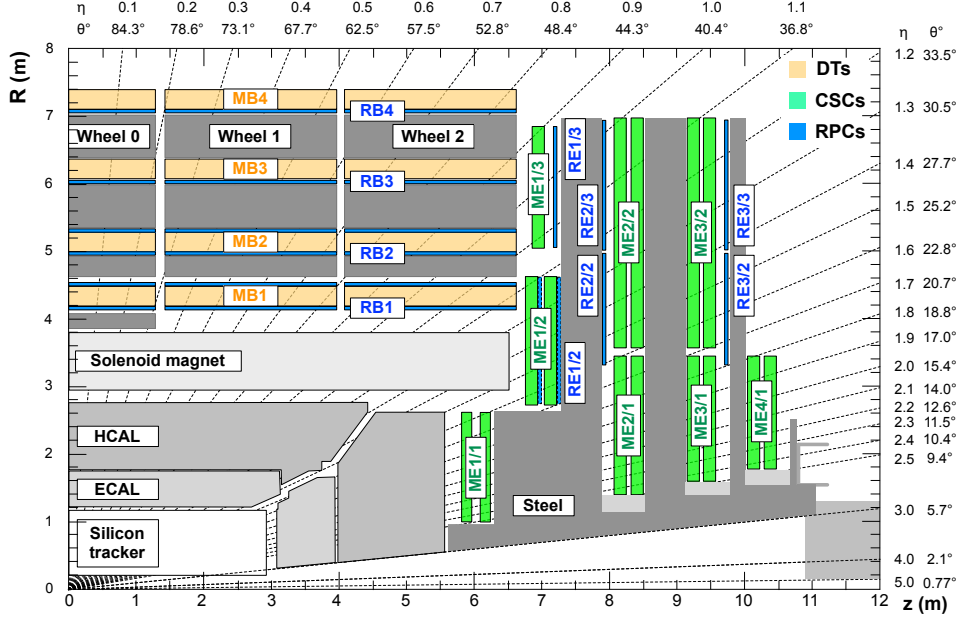 η 0.1 0.2 0.3 0.4 0.5 0.6 0.7 0.8 0.9 1.0 1.1
θ° 84.3° 78.6° 73.1° 67.7° 62.5° 57.5° 52.8° 48.4° 44.3° 40.4° 36.8° η θ°
R (m)
8
7
6
5
4
3
2
1
0
1.2 33.5°
1.3 30.5°
1.4 27.7°
1.5 25.2°
1.6 22.8°
1.7 20.7°
1.8 18.8°
1.9 17.0°
2.0 15.4°
2.1 14.0°
2.2 12.6°
2.3 11.5°
2.4 10.4°
2.5 9.4°
3.0 5.7°
4.0 2.1°
5.0 0.77°
DTs
CSCs
RPCs
MB4
RB4
Wheel 0 Wheel 1 Wheel 2
MB3
RB3
MB2
RB2
MB1
RB1
Solenoid magnet
HCAL
ECAL
Silicon
tracker
Steel
ME1/3
RE1/3
RE2/3
ME2/2
ME3/2
RE3/3
RE2/2
RE3/2
ME1/2
RE1/2
ME1/1
ME2/1
ME3/1
ME4/1
0 1 2 3 4 5 6 7 8 9 10 11 12
z (m)